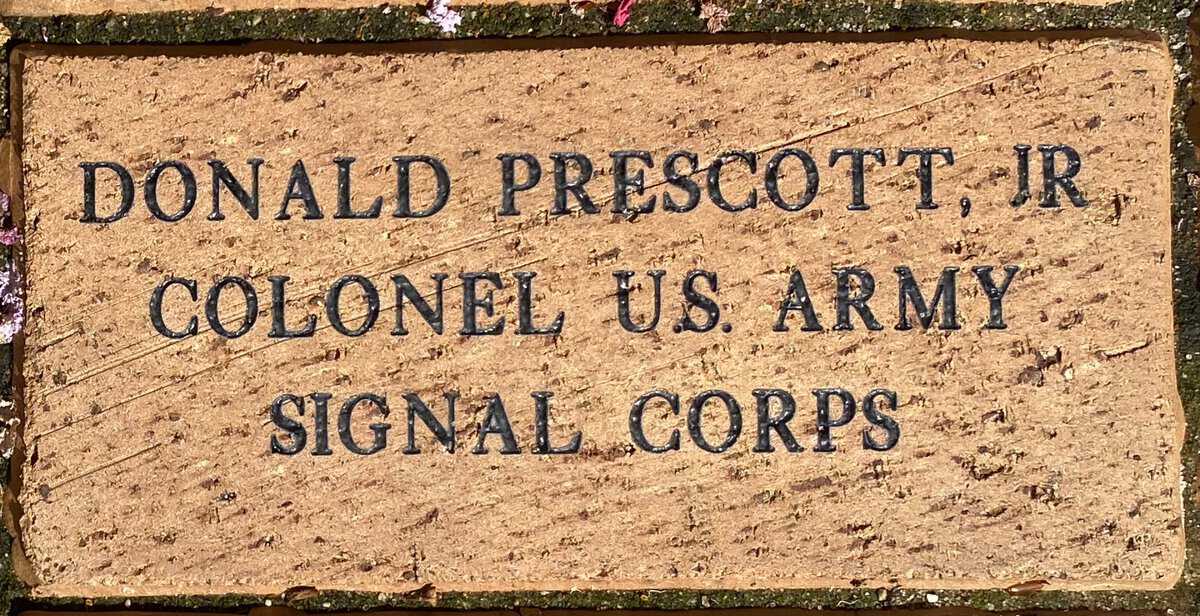 DONALD PRESCOTT, JR
COLONEL U.S. ARMY
SIGNAL CORPS